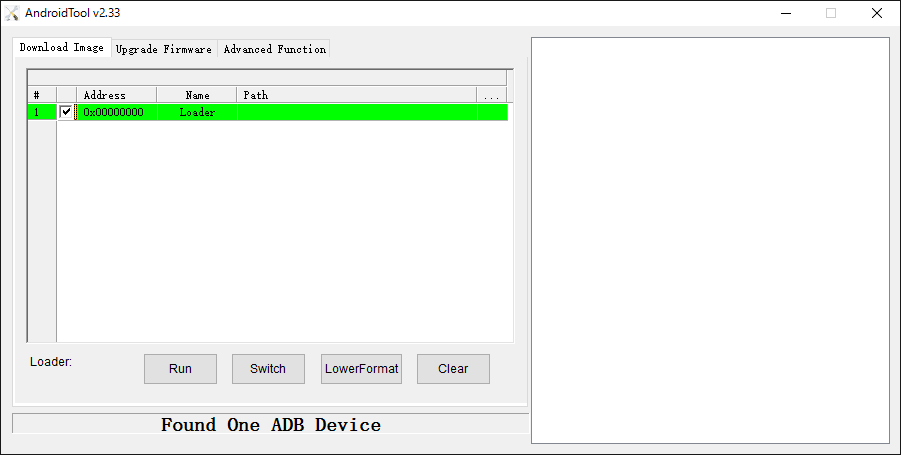 AndroidTool v2.33
Download Image Upgrade Firmware Advanced Function
# Address Name Path ...
1 0x00000000 Loader
Loader:
Run Switch LowerFormat Clear
Found One ADB Device